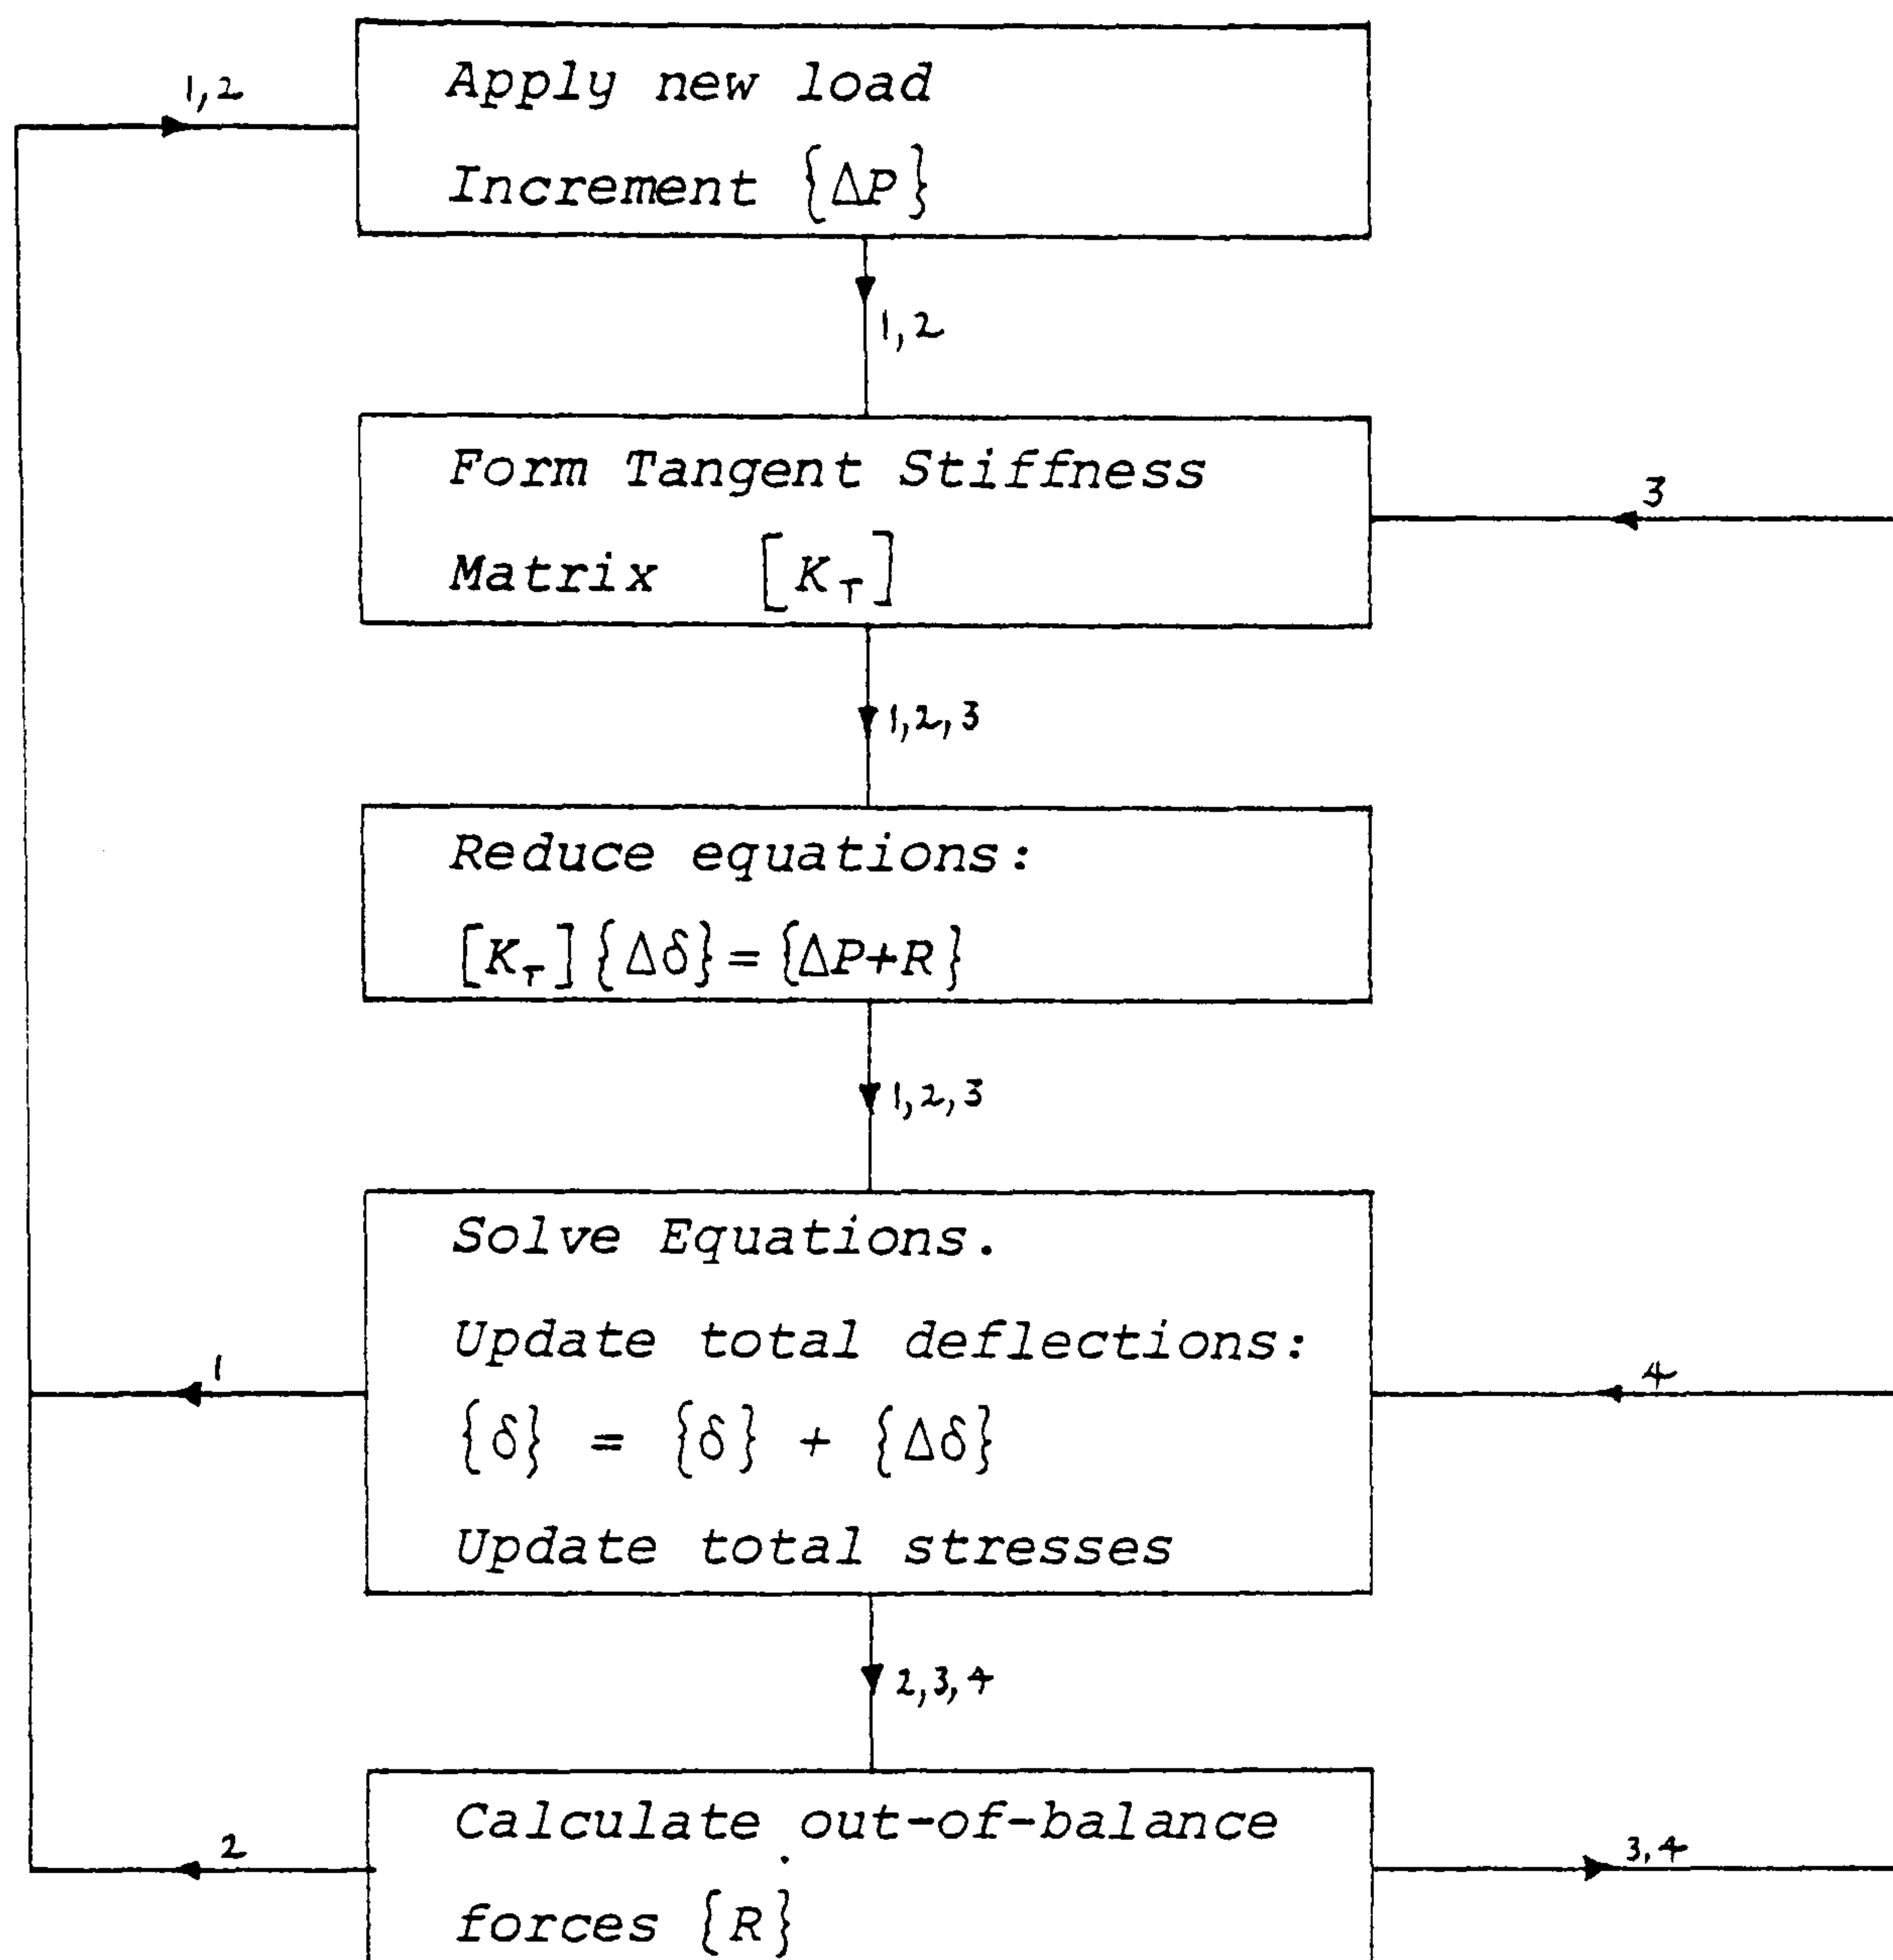 1,2
Apply new load
Increment {ΔP}
1,2
Form Tangent Stiffness
Matrix [K_T]
3
1,2,3
Reduce equations:
[K_T]{Δδ}={ΔP+R}
1,2,3
Solve Equations.
Update total deflections:
{δ} = {δ} + {Δδ}
Update total stresses
1
4
2,3,4
Calculate out-of-balance
forces {R}
2
3,4